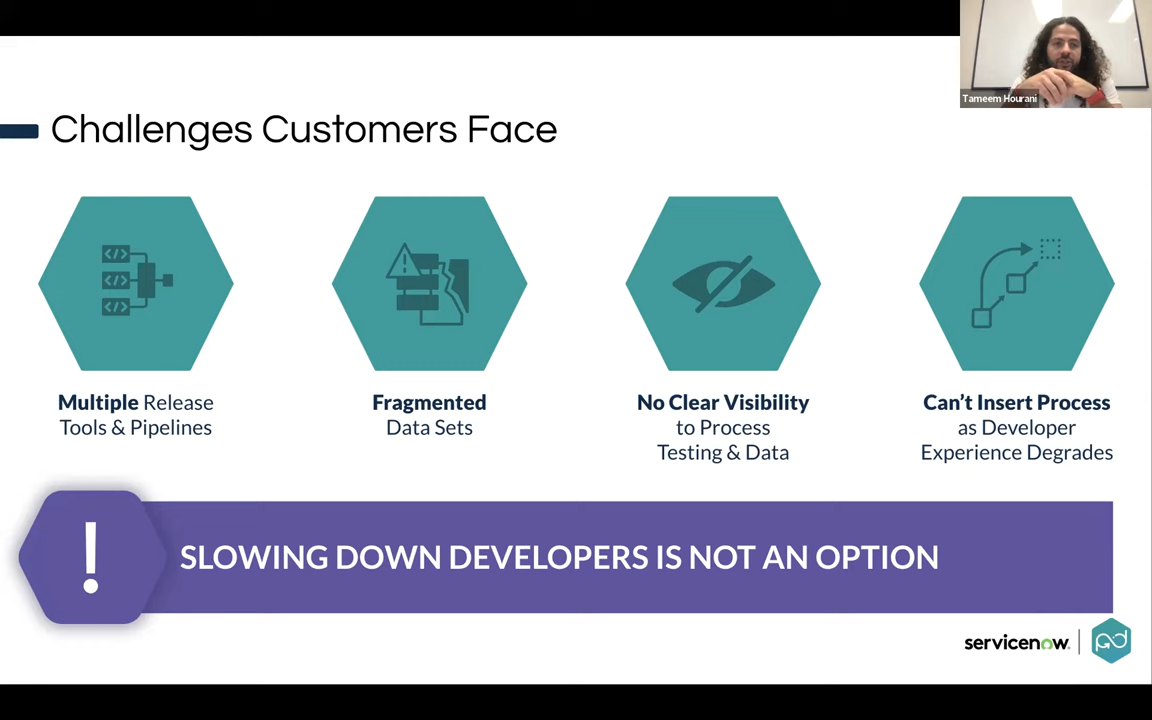 Tameem Hourani
Challenges Customers Face
Multiple Release
Tools & Pipelines
Fragmented
Data Sets
No Clear Visibility
to Process
Testing & Data
Can't Insert Process
as Developer
Experience Degrades
!
SLOWING DOWN DEVELOPERS IS NOT AN OPTION
servicenow.